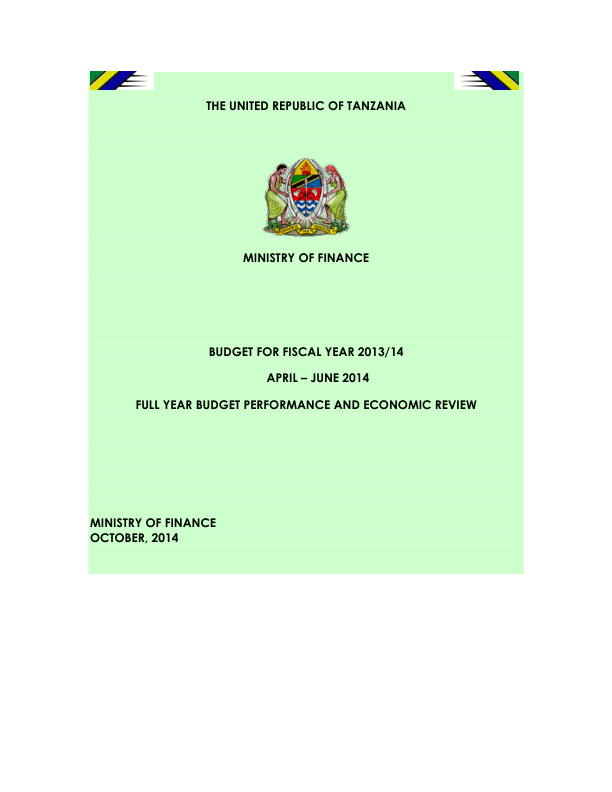 THE UNITED REPUBLIC OF TANZANIA
MINISTRY OF FINANCE
BUDGET FOR FISCAL YEAR 2013/14
APRIL – JUNE 2014
FULL YEAR BUDGET PERFORMANCE AND ECONOMIC REVIEW
MINISTRY OF FINANCE
OCTOBER, 2014